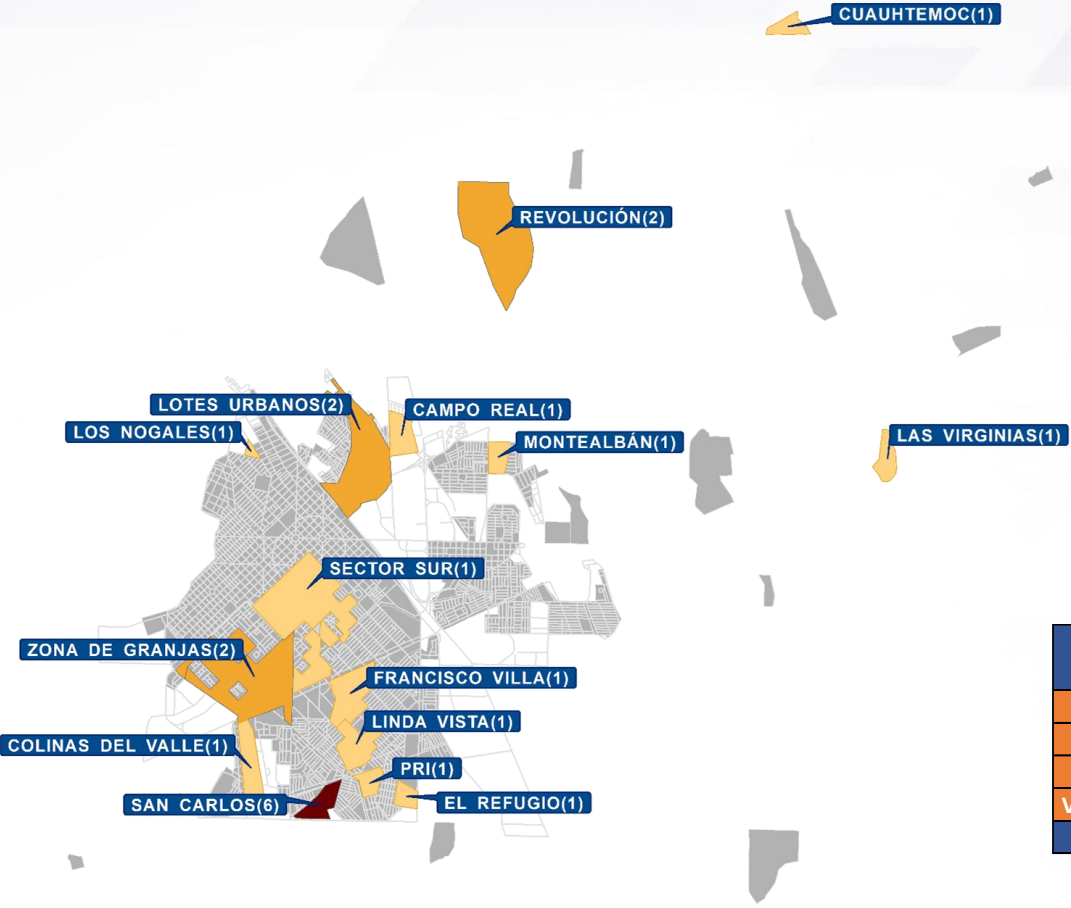 CUAUHTEMOC(1)
REVOLUCIÓN(2)
LOTES URBANOS(2)
CAMPO REAL(1)
LOS NOGALES(1)
MONTEALBÁN(1)
LAS VIRGINIAS(1)
SECTOR SUR(1)
ZONA DE GRANJAS(2)
FRANCISCO VILLA(1)
LINDA VISTA(1)
COLINAS DEL VALLE(1)
PRI(1)
SAN CARLOS(6)
EL REFUGIO(1)
V